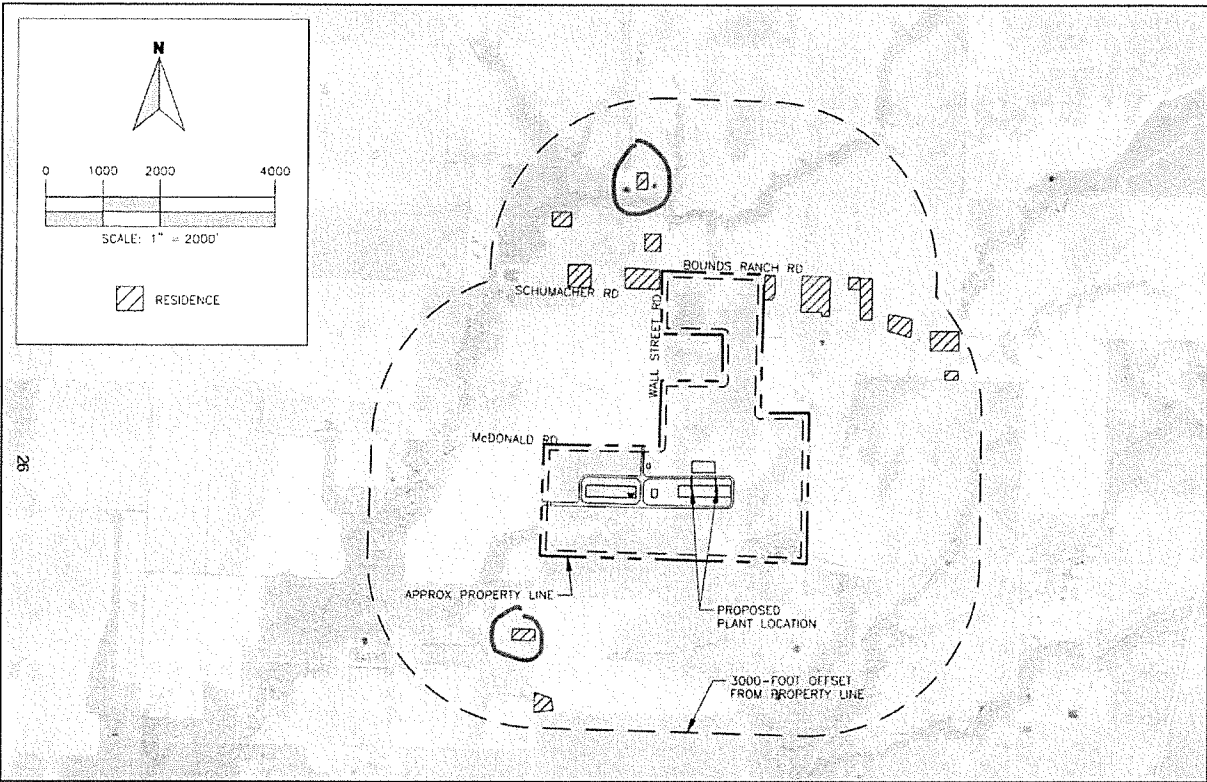 N
0 1000 2000 4000
SCALE: 1" = 2000'
RESIDENCE
BOUNDS RANCH RD
SCHUMACHER RD
WALL STREET RD
McDONALD RD
APPROX PROPERTY LINE
PROPOSED
PLANT LOCATION
3000-FOOT OFFSET
FROM PROPERTY LINE
26